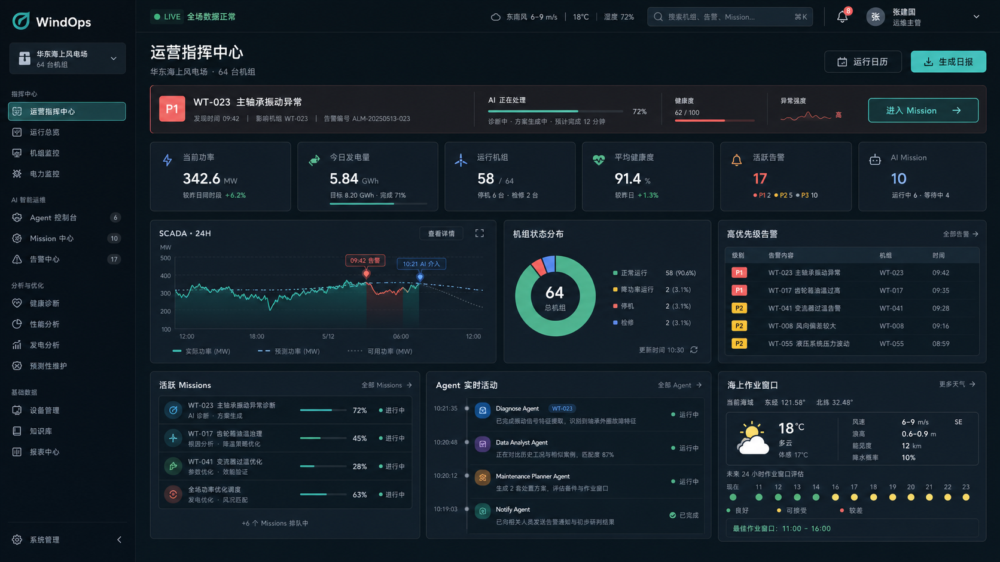 WindOps
华东海上风电场
64 台机组
指挥中心
运营指挥中心
运行总览
机组监控
电力监控
AI 智能运维
Agent 控制台 6
Mission 中心 10
告警中心 17
分析与优化
健康诊断
性能分析
发电分析
预测性维护
基础数据
设备管理
知识库
报表中心
系统管理
LIVE 全场数据正常
东南风 6-9 m/s | 18°C | 湿度 72%
搜索机组、告警、Mission... ⌘K
8
张
张建国
运维主管
运营指挥中心
华东海上风电场 · 64 台机组
运行日历
生成日报
P1
WT-023 主轴承振动异常
发现时间 09:42 | 影响机组 WT-023 | 告警编号 ALM-20250513-023
AI 正在处理
72%
诊断中 · 方案生成中 · 预计完成 12 分钟
健康度
62 / 100
异常强度
高
进入 Mission →
当前功率
342.6 MW
较昨日同时段 +6.2%
今日发电量
5.84 GWh
目标 8.20 GWh · 完成 71%
运行机组
58 / 64
停机 6 台 · 检修 2 台
平均健康度
91.4 %
较昨日 +1.3%
活跃告警
17
P1 2 P2 5 P3 10
AI Mission
10
运行中 6 · 等待中 4
SCADA · 24H
查看详情
MW
500
400
300
200
100
09:42 告警
10:21 AI 介入
12:00 18:00 5/12 06:00 12:00
实际功率 (MW) 预测功率 (MW) 可用功率 (MW)
机组状态分布
64
总机组
正常运行 58 (90.6%)
降功率运行 2 (3.1%)
停机 2 (3.1%)
检修 2 (3.1%)
更新时间 10:30
高优先级告警
全部告警 →
级别 告警内容 机组 时间
P1 WT-023 主轴承振动异常 WT-023 09:42
P1 WT-017 齿轮箱油温过高 WT-017 09:35
P2 WT-041 变流器过温告警 WT-041 09:28
P2 WT-008 风向偏差较大 WT-008 09:16
P2 WT-055 液压系统压力波动 WT-055 08:59
活跃 Missions
全部 Missions →
WT-023 主轴承振动异常诊断
AI 诊断 · 方案生成
72% 进行中
WT-017 齿轮箱油温治理
根因分析 · 降温策略优化
45% 进行中
WT-041 变流器过温优化
参数优化 · 效能验证
28% 进行中
全场功率优化调度
发电优化 · 风况匹配
63% 进行中
+6 个 Missions 排队中
Agent 实时活动
全部 Agent →
10:21:35 Diagnose Agent WT-023
已完成振动信号特征提取，识别到轴承外圈故障特征
运行中
10:20:48 Data Analyst Agent
正在对比历史工况与相似案例，匹配度 87%
运行中
10:20:12 Maintenance Planner Agent
生成 2 套处置方案，评估备件与作业窗口
运行中
10:19:03 Notify Agent
已向相关人员发送告警通知与初步研判结果
已完成
海上作业窗口
更多天气 →
当前海域 东经 121.58° 北纬 32.48°
18°C
多云
体感 17°C
风速 6-9 m/s SE
浪高 0.6-0.9 m
能见度 12 km
降水概率 10%
未来 24 小时作业窗口评估
现在 11 12 13 14 16 17 18 19 20 21 22 23
良好 可接受 较差
最佳作业窗口：11:00 - 16:00